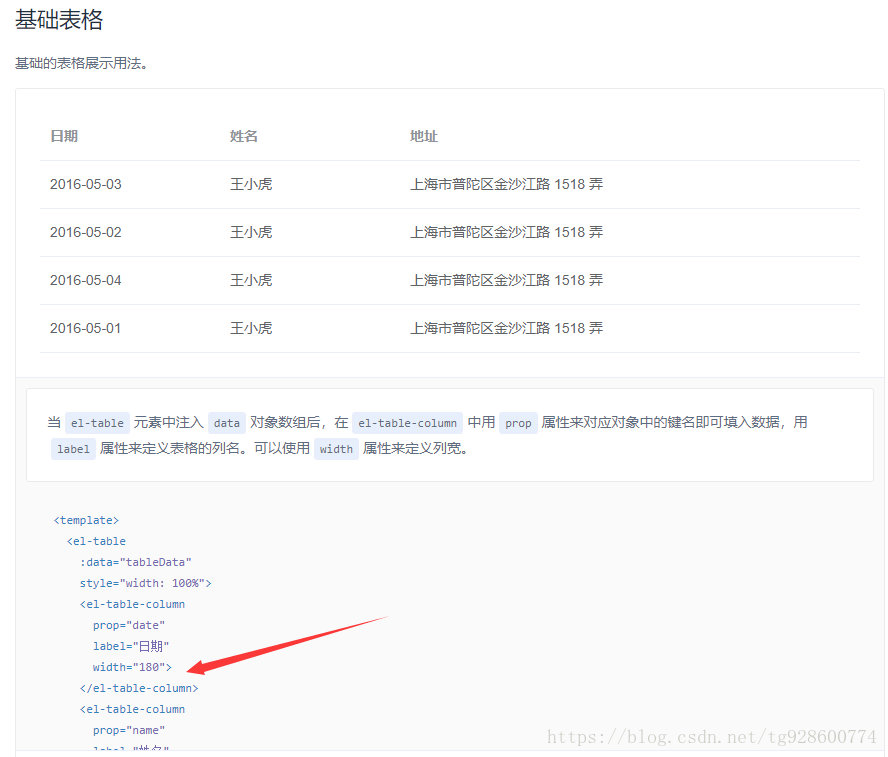 基础表格
基础的表格展示用法。
日期 姓名 地址
2016-05-03 王小虎 上海市普陀区金沙江路 1518 弄
2016-05-02 王小虎 上海市普陀区金沙江路 1518 弄
2016-05-04 王小虎 上海市普陀区金沙江路 1518 弄
2016-05-01 王小虎 上海市普陀区金沙江路 1518 弄
当 el-table 元素中注入 data 对象数组后，在 el-table-column 中用 prop 属性来对应对象中的键名即可填入数据，用
label 属性来定义表格的列名。可以使用 width 属性来定义列宽。
<template>
<el-table
:data="tableData"
style="width: 100%">
<el-table-column
prop="date"
label="日期"
width="180">
</el-table-column>
<el-table-column
prop="name"
label="姓名"
https://blog.csdn.net/tg928600774